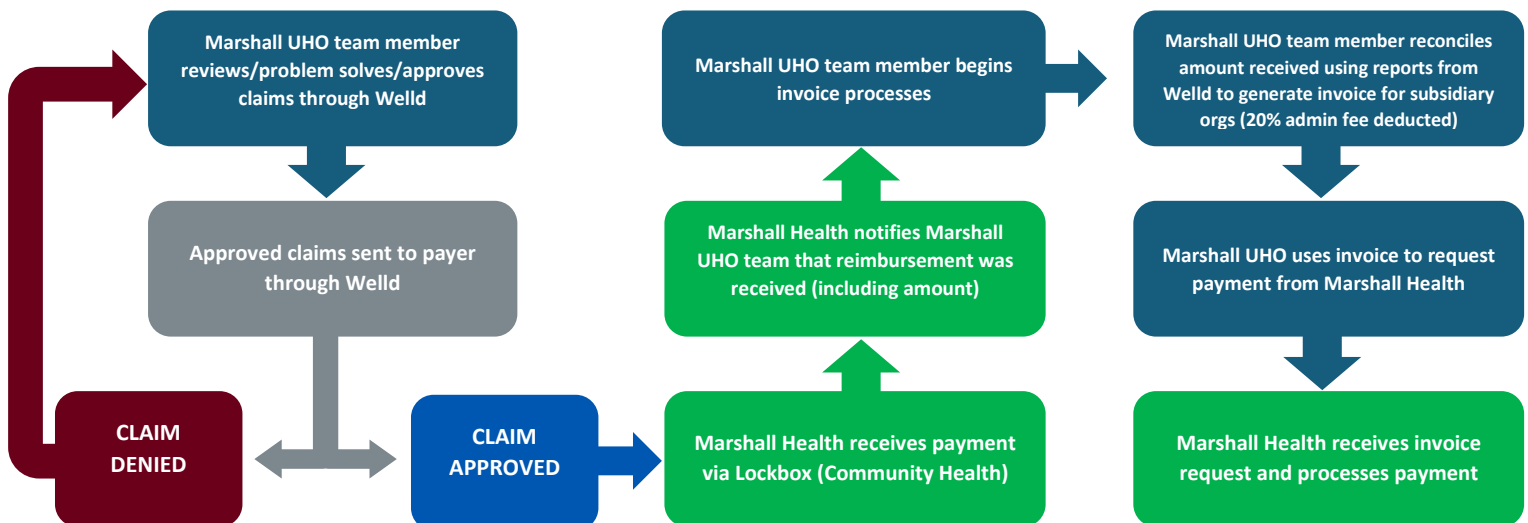 Marshall UHO team member
reviews/problem solves/approves
claims through Welld
Approved claims sent to payer
through Welld
CLAIM
DENIED
CLAIM
APPROVED
Marshall Health receives payment
via Lockbox (Community Health)
Marshall Health notifies Marshall
UHO team that reimbursement was
received (including amount)
Marshall UHO team member begins
invoice processes
Marshall UHO team member reconciles
amount received using reports from
Welld to generate invoice for subsidiary
orgs (20% admin fee deducted)
Marshall UHO uses invoice to request
payment from Marshall Health
Marshall Health receives invoice
request and processes payment